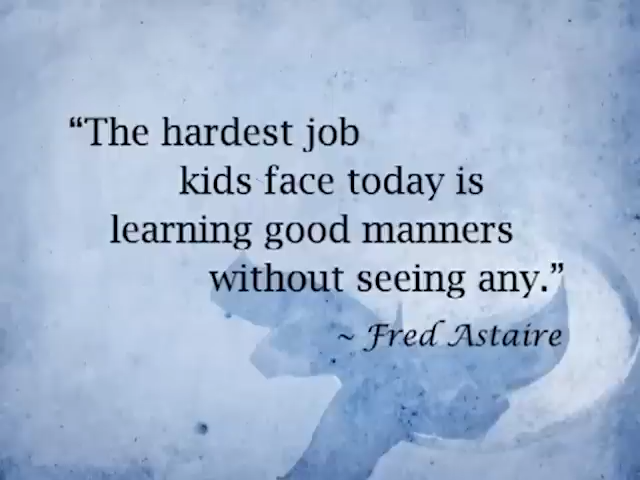 “The hardest job
kids face today is
learning good manners
without seeing any.”
~ Fred Astaire